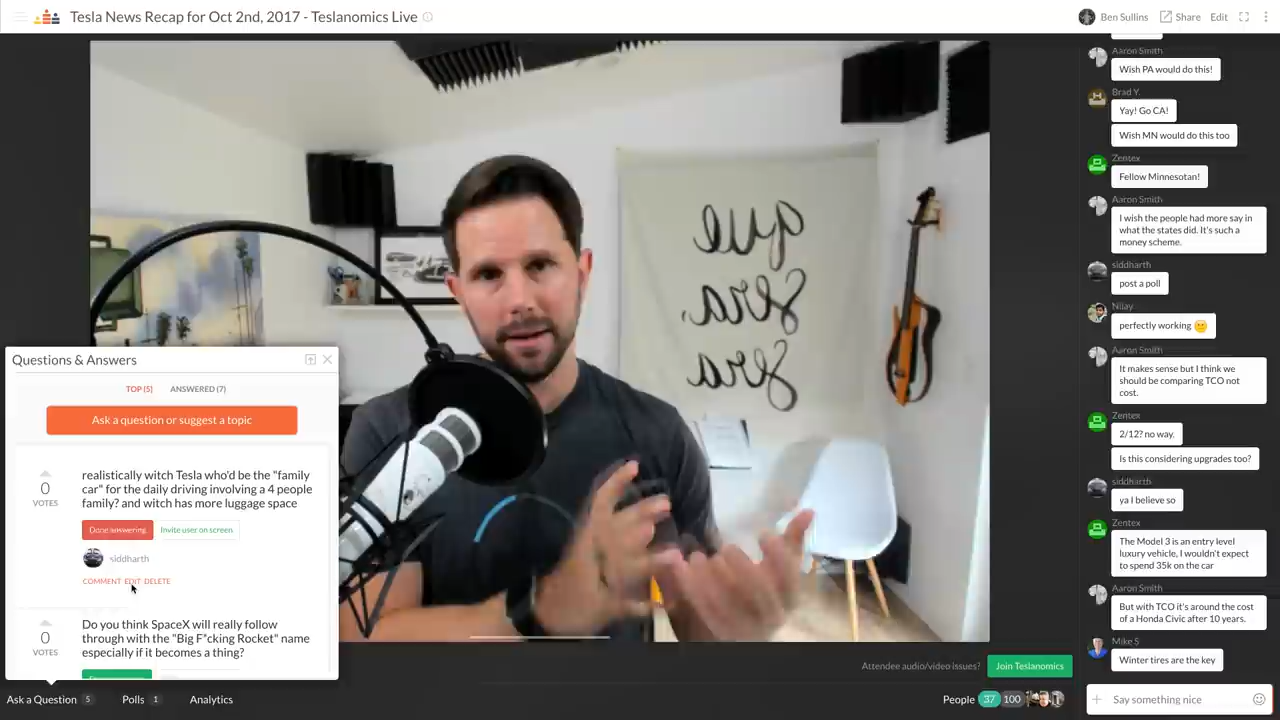 Tesla News Recap for Oct 2nd, 2017 - Teslanomics Live
Ben Sullins
Share
Edit
que
sera,
sera
Questions & Answers
TOP (5)
ANSWERED (7)
Ask a question or suggest a topic
0
VOTES
realistically witch Tesla who'd be the "family
car" for the daily driving involving a 4 people
family? and witch has more luggage space
Done answering
Invite user on screen
siddharth
COMMENT EDIT DELETE
0
VOTES
Do you think SpaceX will really follow
through with the "Big F*cking Rocket" name
especially if it becomes a thing?
Ask a Question 5
Polls 1
Analytics
Attendee audio/video issues?
Join Teslanomics
People 37 100
Aaron Smith
Wish PA would do this!
Brad Y.
Yay! Go CA!
Wish MN would do this too
Zentex
Fellow Minnesotan!
Aaron Smith
I wish the people had more say in
what the states did. It's such a
money scheme.
siddharth
post a poll
Nijay
perfectly working
Aaron Smith
It makes sense but I think we
should be comparing TCO not
cost.
Zentex
2/12? no way.
Is this considering upgrades too?
siddharth
ya I believe so
Zentex
The Model 3 is an entry level
luxury vehicle, I wouldn't expect
to spend 35k on the car
Aaron Smith
But with TCO it's around the cost
of a Honda Civic after 10 years.
Mike S
Winter tires are the key
Say something nice